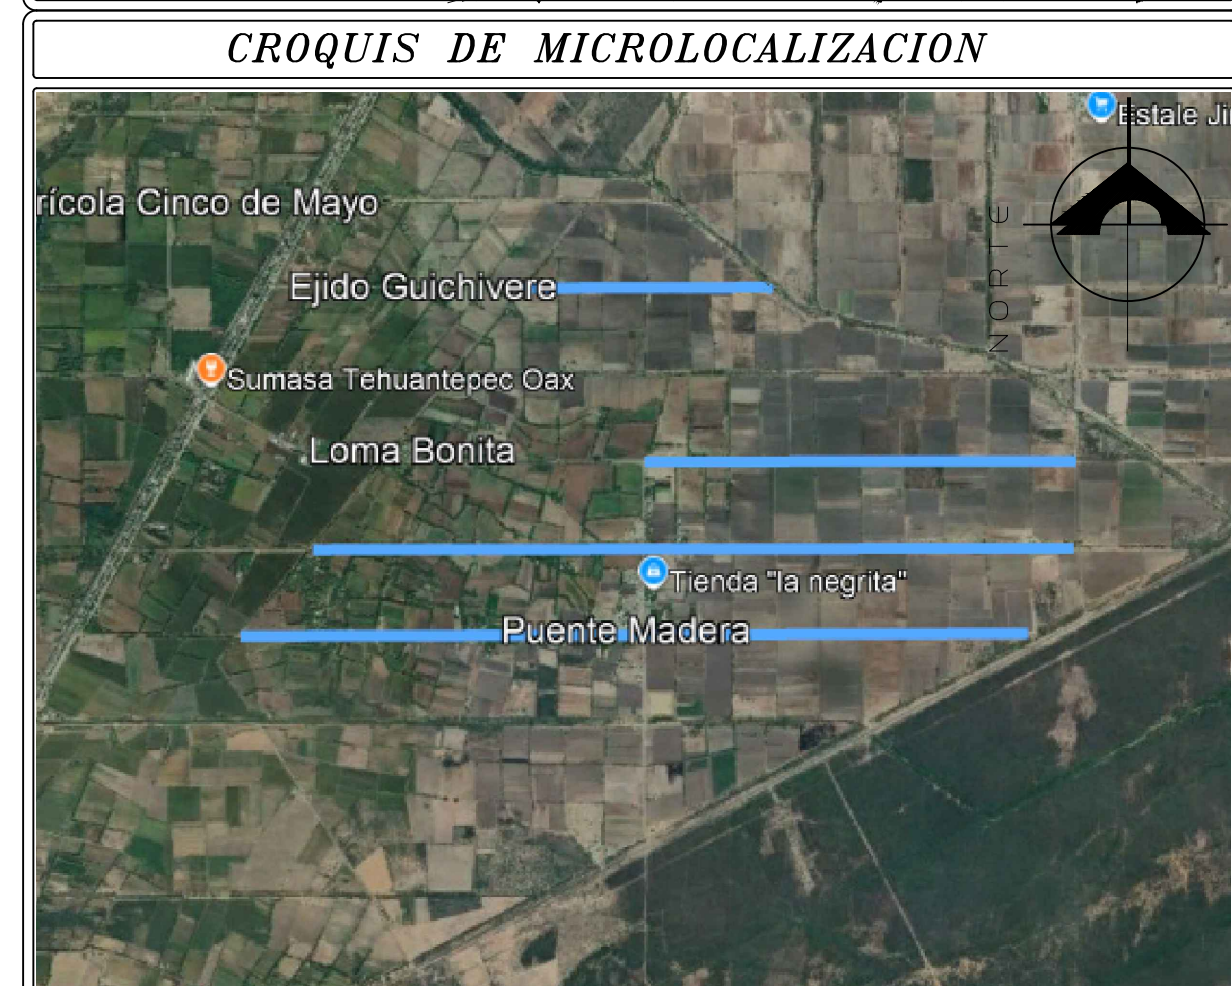 CROQUIS DE MICROLOCALIZACION
Estale Ji
rícola Cinco de Mayo
NORTE
Ejido Guichivere
Sumasa Tehuantepec Oax
Loma Bonita
Tienda "la negrita"
Puente Madera